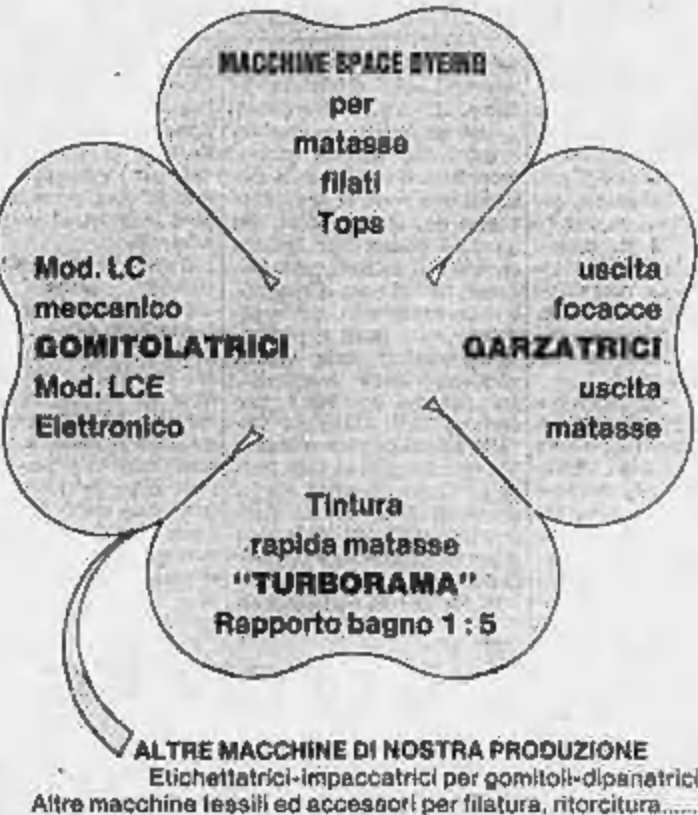 MACCHINE SPACE DYEING
per
matasse
filati
Tops
Mod. LC
meccanico
GOMITOLATRICI
Mod. LCE
Elettronico
uscita
focacce
GARZATRICI
uscita
matasse
Tintura
rapida matasse
"TURBORAMA"
Rapporto bagno 1 : 5
ALTRE MACCHINE DI NOSTRA PRODUZIONE
Etichettatrici-impaccatrici per gomitoli-dipanatrici
Altre macchine tessili ed accessori per filatura, ritorcitura......